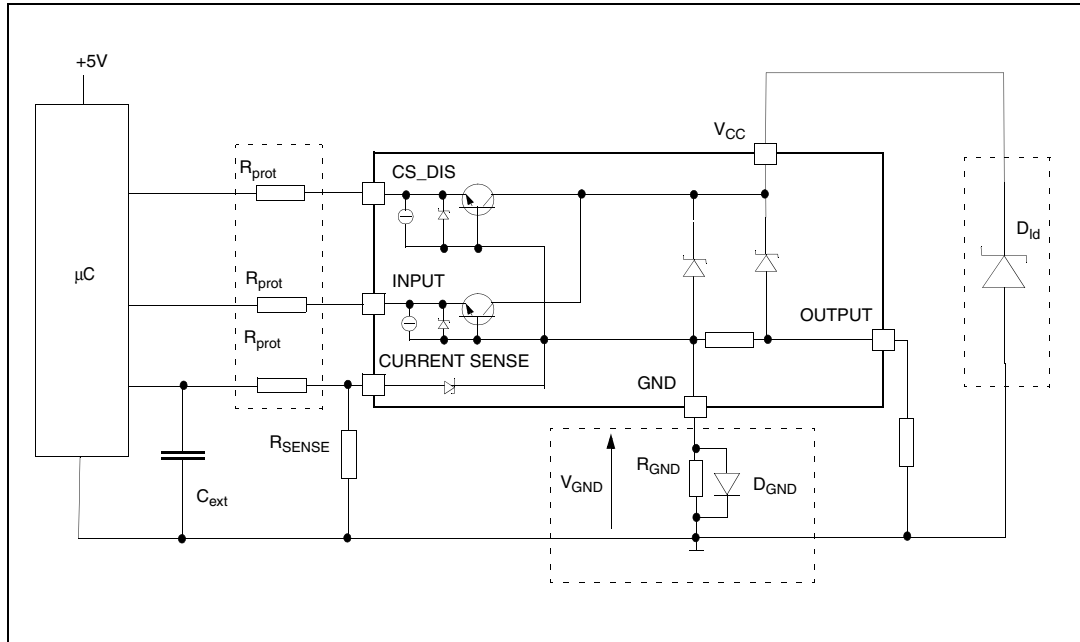 +5V
V_CC
R_prot
CS_DIS
D_ld
μC
R_prot
INPUT
OUTPUT
R_prot
CURRENT SENSE
GND
R_SENSE
R_GND
V_GND
D_GND
C_ext